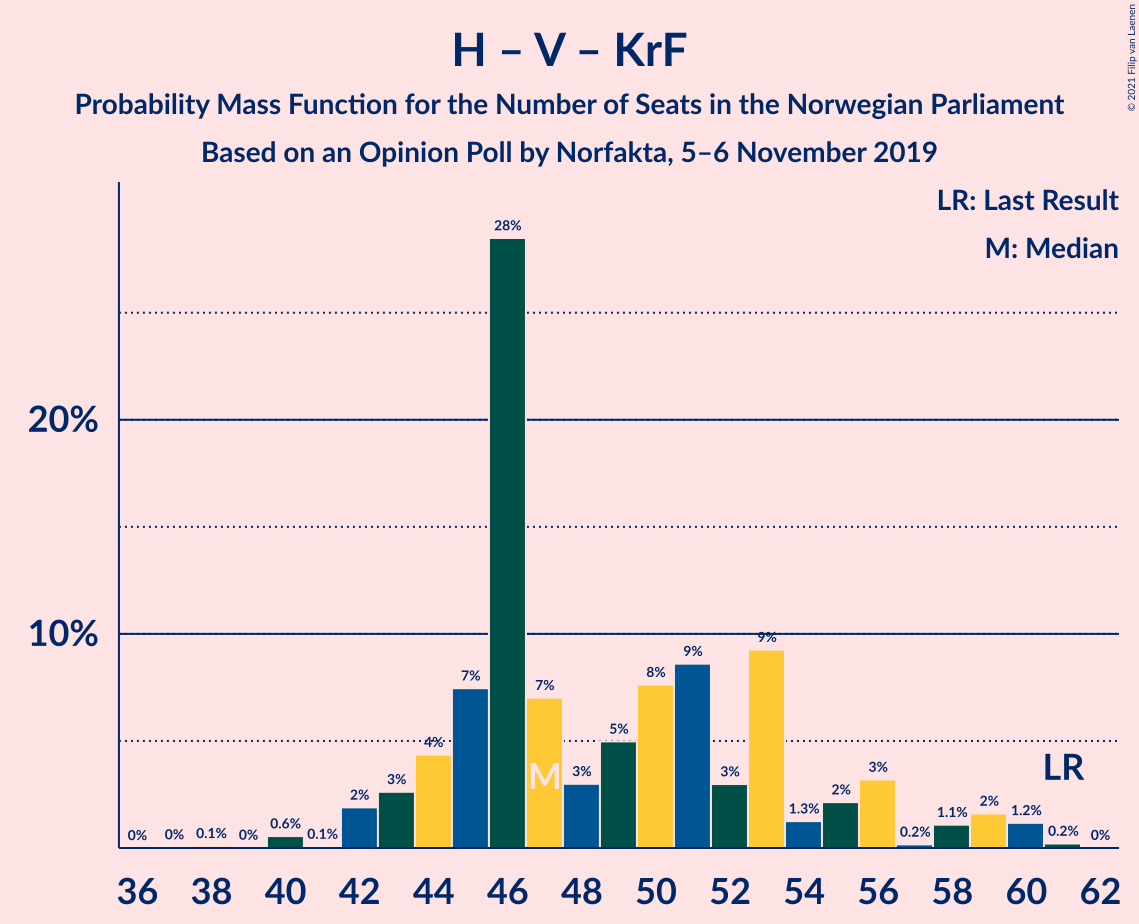 H – V – KrF
Probability Mass Function for the Number of Seats in the Norwegian Parliament
Based on an Opinion Poll by Norfakta, 5–6 November 2019
© 2021 Filip van Laenen
LR: Last Result
M: Median
20%
10%
0% 0% 0.1% 0% 0.6% 0.1% 2% 3% 4% 7% 28% 7% 3% 5% 8% 9% 3% 9% 1.3% 2% 3% 0.2% 1.1% 2% 1.2% 0.2% 0%
M
LR
36 38 40 42 44 46 48 50 52 54 56 58 60 62